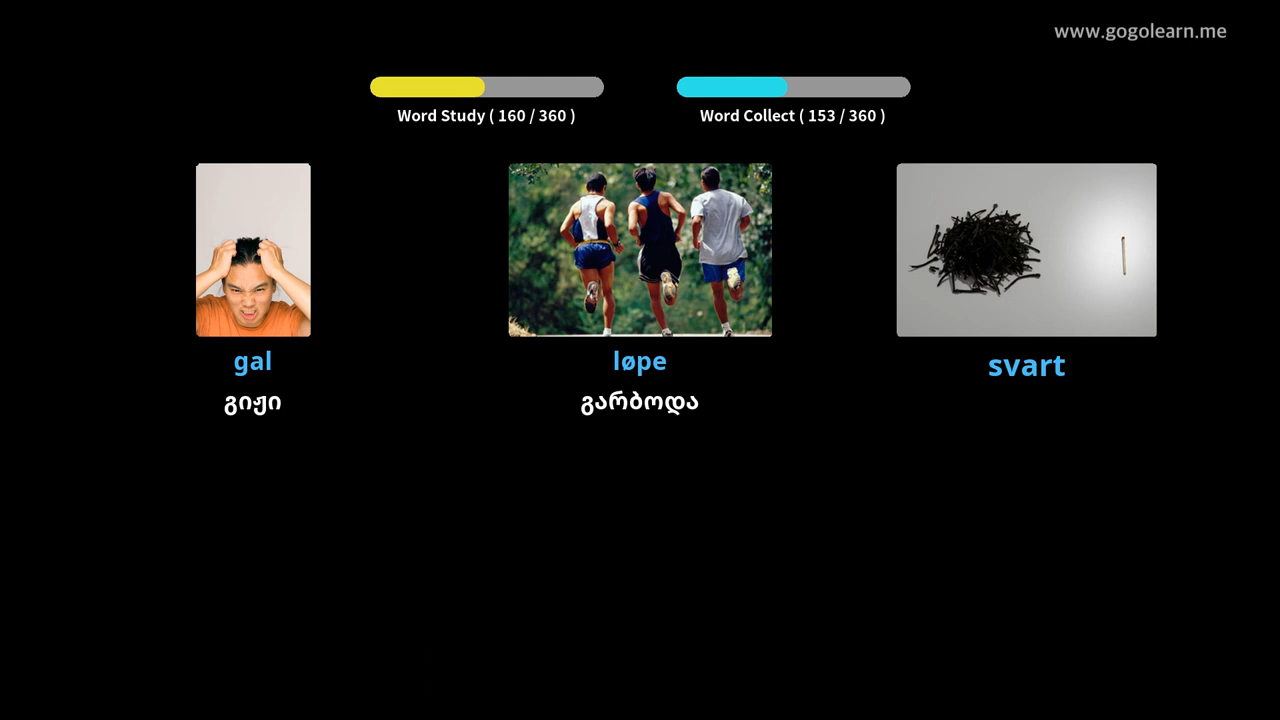 www.gogolearn.me
Word Study ( 160 / 360 )
Word Collect ( 153 / 360 )
gal
løpe
svart
გიჟი
გარბოდა